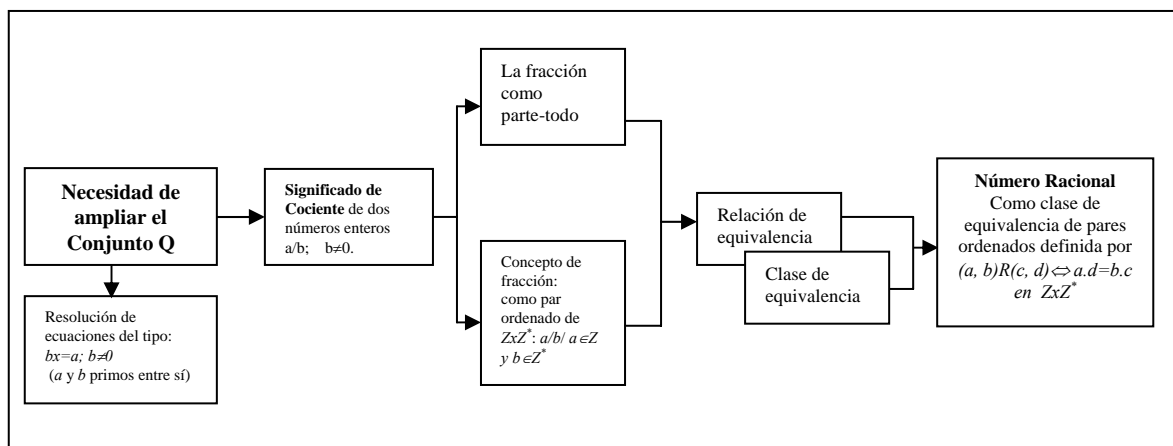 Necesidad de
ampliar el
Conjunto Q
Resolución de
ecuaciones del tipo:
bx=a; b≠0
(a y b primos entre sí)
Significado de
Cociente de dos
números enteros
a/b; b≠0.
La fracción
como
parte-todo
Concepto de
fracción:
como par
ordenado de
ZxZ*: a/b/ a∈Z
y b∈Z*
Relación de
equivalencia
Clase de
equivalencia
Número Racional
Como clase de
equivalencia de pares
ordenados definida por
(a, b)R(c, d)⇔a.d=b.c
en ZxZ*